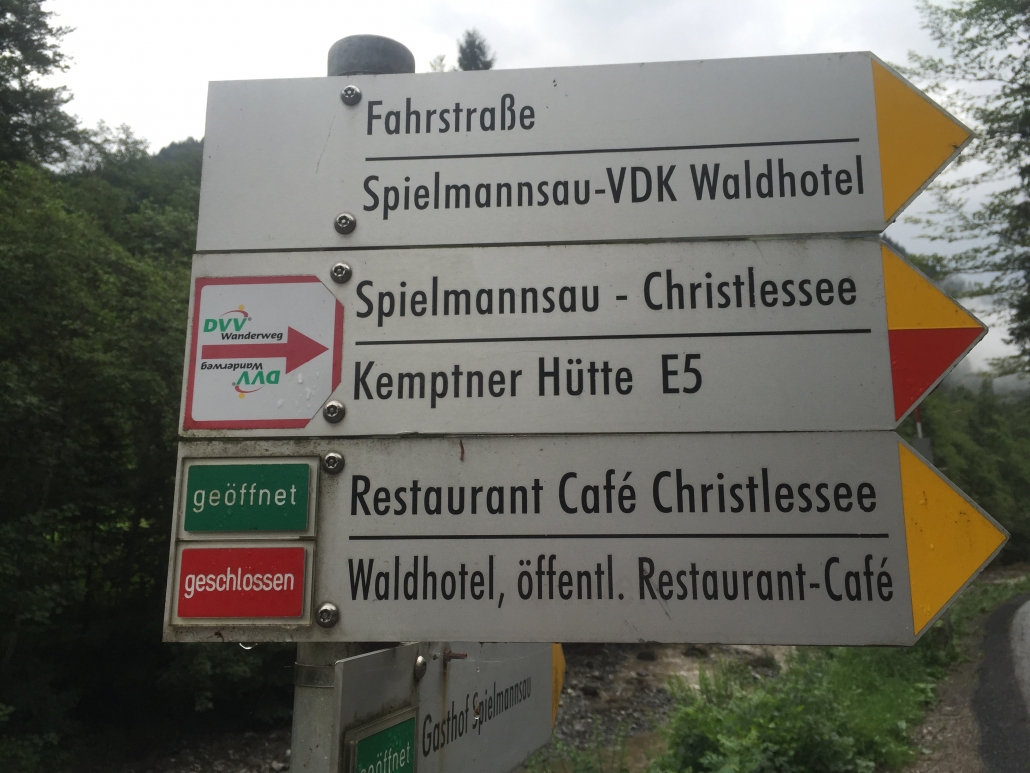 Fahrstraße
Spielmannsau-VDK Waldhotel
DVV®
Wanderweg
DVV®
Wanderweg
Spielmannsau - Christlessee
Kemptner Hütte E5
geöffnet
geschlossen
Restaurant Café Christlessee
Waldhotel, öffentl. Restaurant-Café
Gasthof Spielmannsau
geöffnet